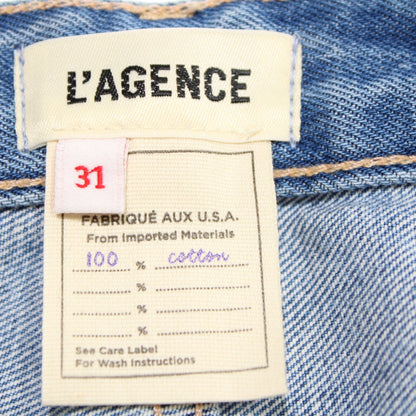 L'AGENCE
31
FABRIQUÉ AUX U.S.A.
From Imported Materials
100 % cotton
%
%
%
See Care Label
For Wash Instructions